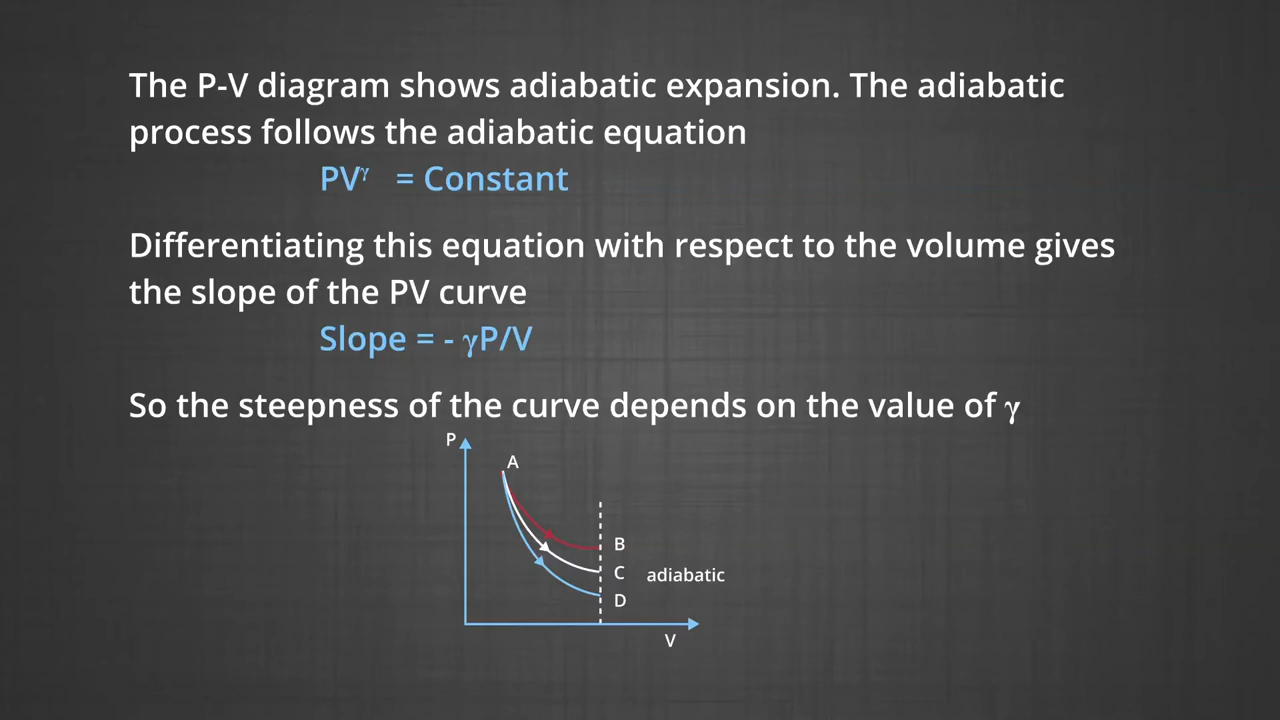 The P-V diagram shows adiabatic expansion. The adiabatic
process follows the adiabatic equation
PVᵞ = Constant
Differentiating this equation with respect to the volume gives
the slope of the PV curve
Slope = - γP/V
So the steepness of the curve depends on the value of γ
P
A
B
C adiabatic
D
V